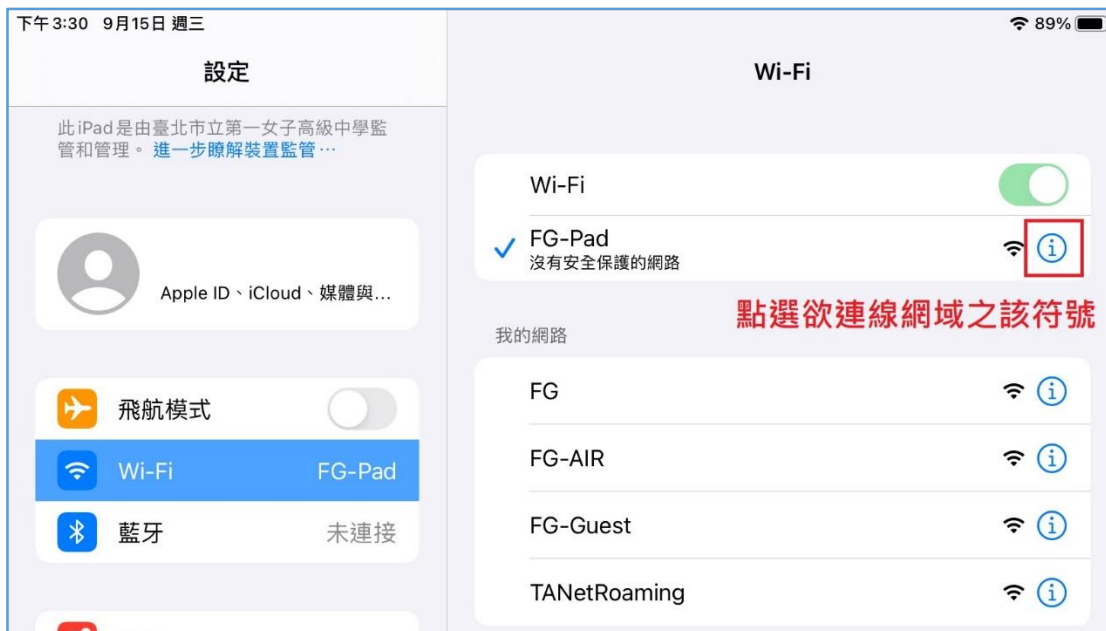 下午3:30 9月15日 週三
89%
設定
此iPad是由臺北市立第一女子高級中學監
管和管理。進一步瞭解裝置監管…
Apple ID、iCloud、媒體與...
飛航模式
Wi-Fi FG-Pad
藍牙 未連接
Wi-Fi
Wi-Fi
FG-Pad
沒有安全保護的網路
點選欲連線網域之該符號
我的網路
FG
FG-AIR
FG-Guest
TANetRoaming